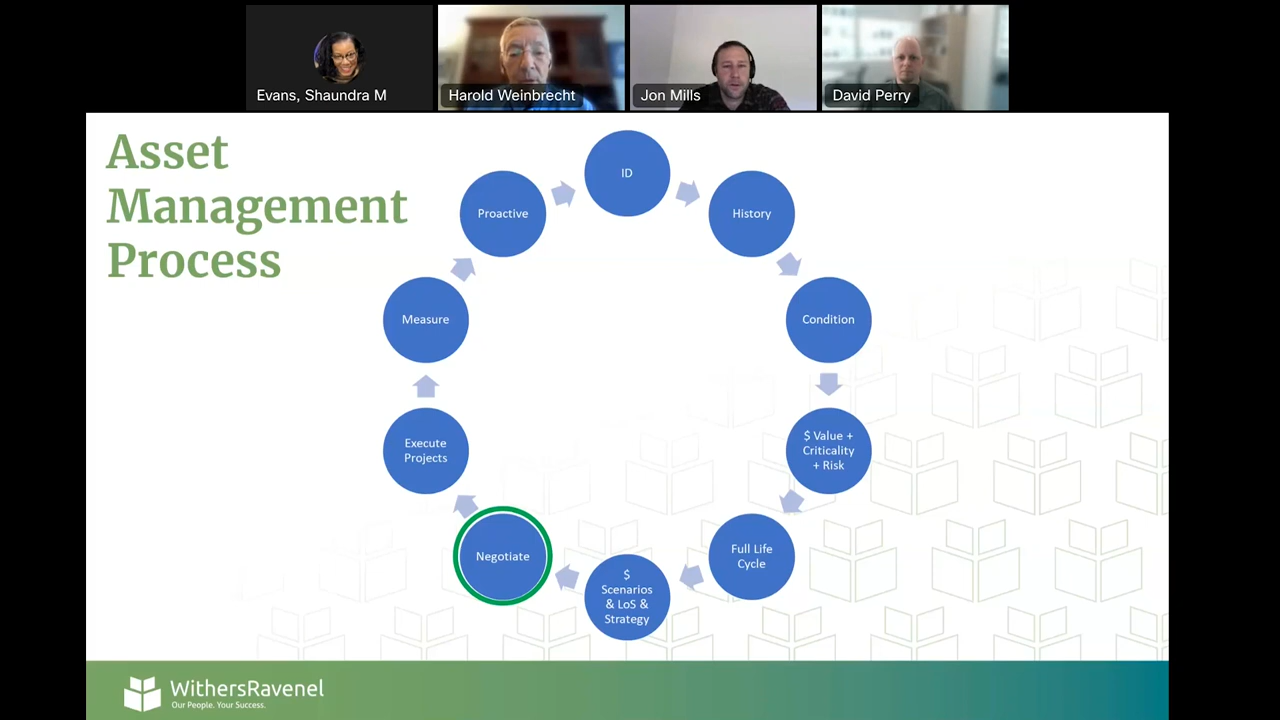 Evans, Shaundra M
Harold Weinbrecht
Jon Mills
David Perry
Asset
Management
Process
ID
History
Condition
$ Value +
Criticality
+ Risk
Full Life
Cycle
$
Scenarios
& LoS &
Strategy
Negotiate
Execute
Projects
Measure
Proactive
WithersRavenel
Our People. Your Success.